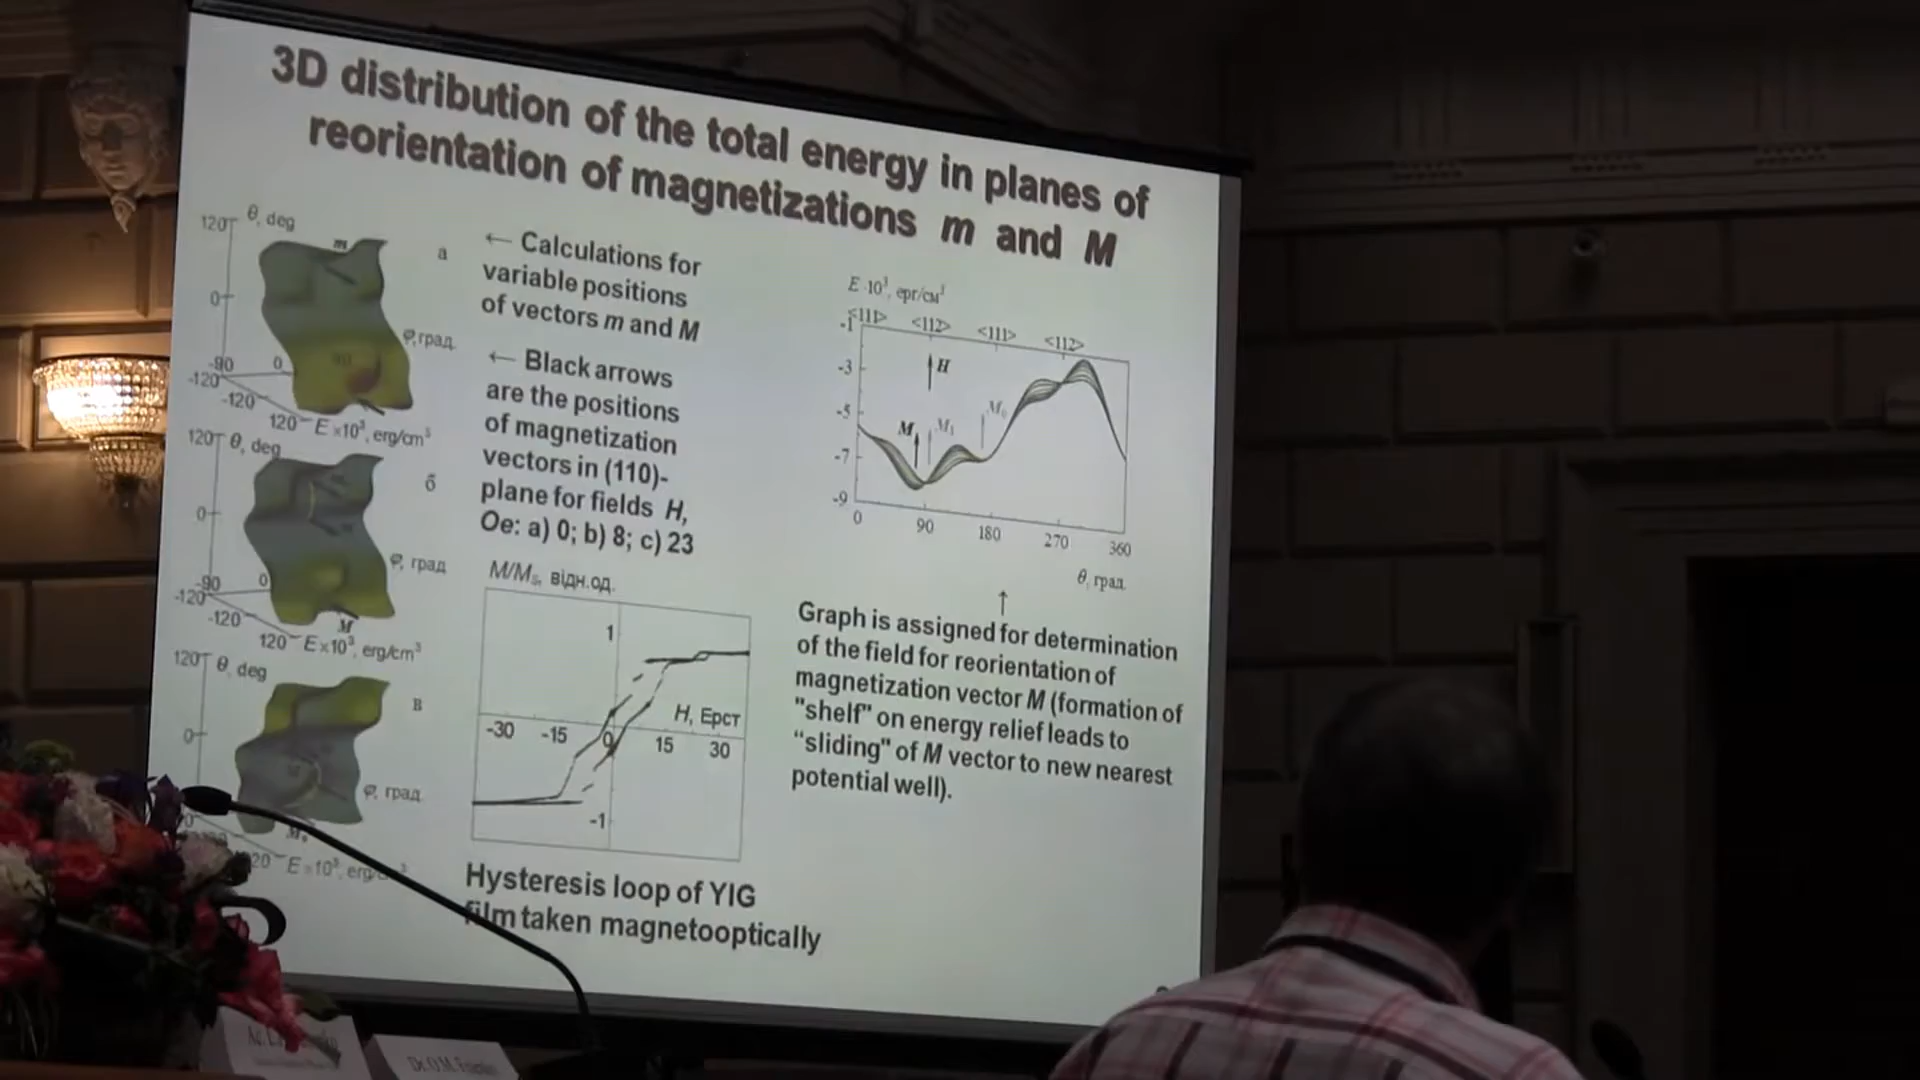 3D distribution of the total energy in planes of
reorientation of magnetizations m and M
120
θ, deg
m
a
0
φ, град.
-90
0
-120
-120
120
E ×10³, erg/cm³
← Calculations for
variable positions
of vectors m and M
← Black arrows
are the positions
of magnetization
vectors in (110)-
plane for fields H,
Oe: a) 0; b) 8; c) 23
120
θ, deg
б
0
φ, град
-90
0
-120
-120
M
120
E ×10³, erg/cm³
120
θ, deg
в
0
φ, град.
E ×10³, erg/
M/Mₛ, відн.од.
1
H, Ерст
-30
-15
0
15
30
-1
Hysteresis loop of YIG
film taken magnetooptically
E·10³, ерг/см³
<111>
<112>
<111>
<112>
-1
-3
-5
-7
-9
H
M
M₁
M₀
0
90
180
270
360
θ, град.
↑
Graph is assigned for determination
of the field for reorientation of
magnetization vector M (formation of
"shelf" on energy relief leads to
"sliding" of M vector to new nearest
potential well).
Dr. O.M.